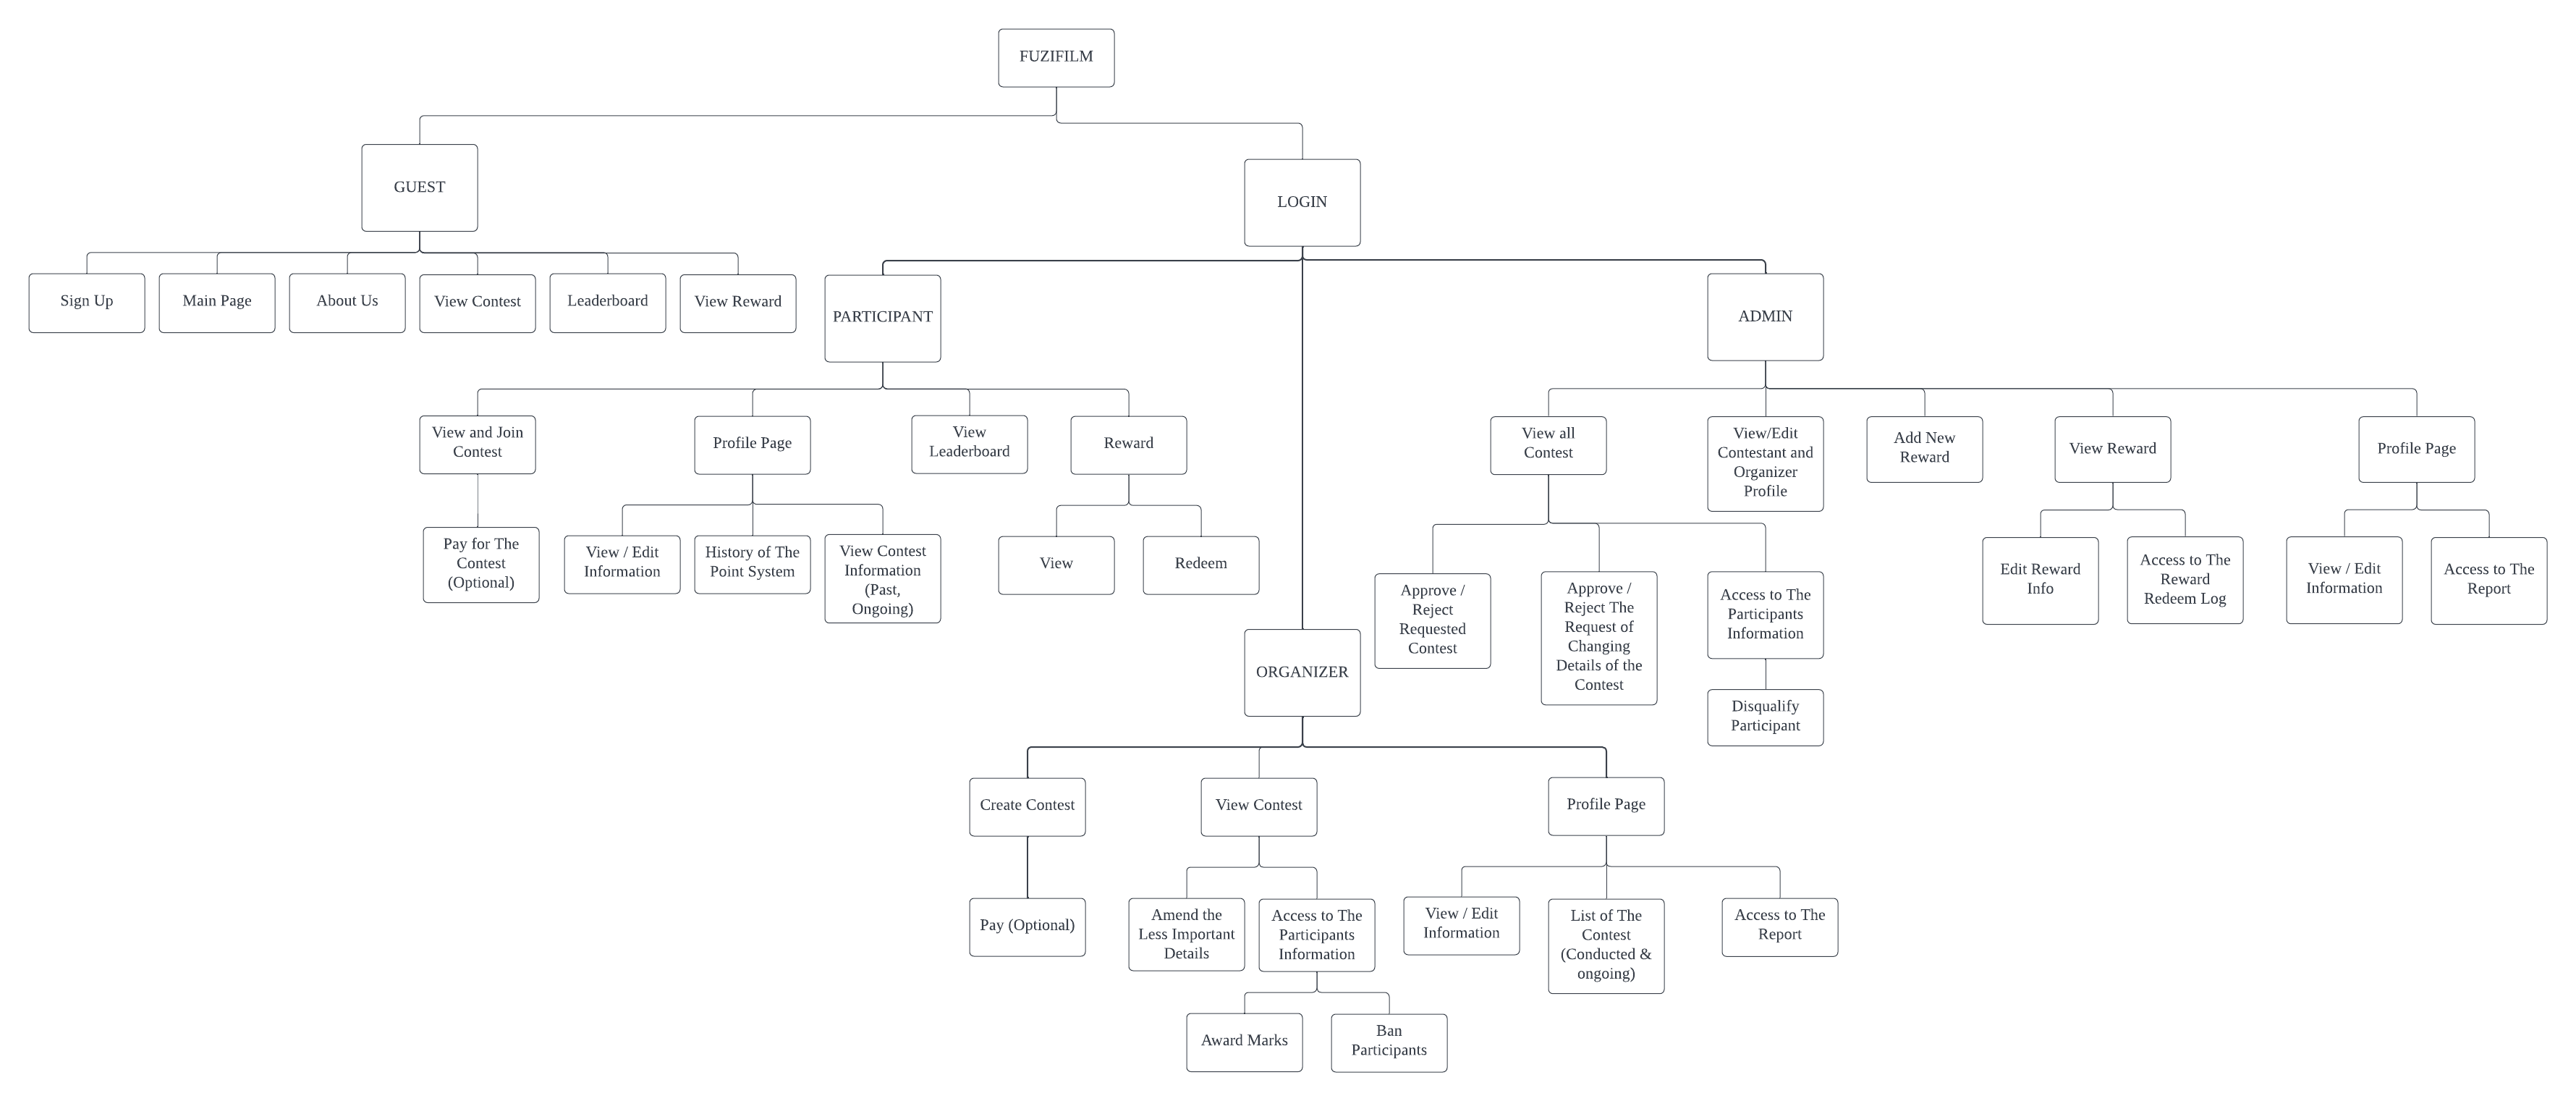 FUZIFILM
GUEST
LOGIN
Sign Up
Main Page
About Us
View Contest
Leaderboard
View Reward
PARTICIPANT
ADMIN
View and Join
Contest
Profile Page
View
Leaderboard
Reward
View all
Contest
View/Edit
Contestant and
Organizer
Profile
Add New
Reward
View Reward
Profile Page
Pay for The
Contest
(Optional)
View / Edit
Information
History of The
Point System
View Contest
Information
(Past,
Ongoing)
View
Redeem
Approve /
Reject
Requested
Contest
Approve /
Reject The
Request of
Changing
Details of the
Contest
Access to The
Participants
Information
Edit Reward
Info
Access to The
Reward
Redeem Log
View / Edit
Information
Access to The
Report
Disqualify
Participant
ORGANIZER
Create Contest
View Contest
Profile Page
Pay (Optional)
Amend the
Less Important
Details
Access to The
Participants
Information
View / Edit
Information
List of The
Contest
(Conducted &
ongoing)
Access to The
Report
Award Marks
Ban
Participants